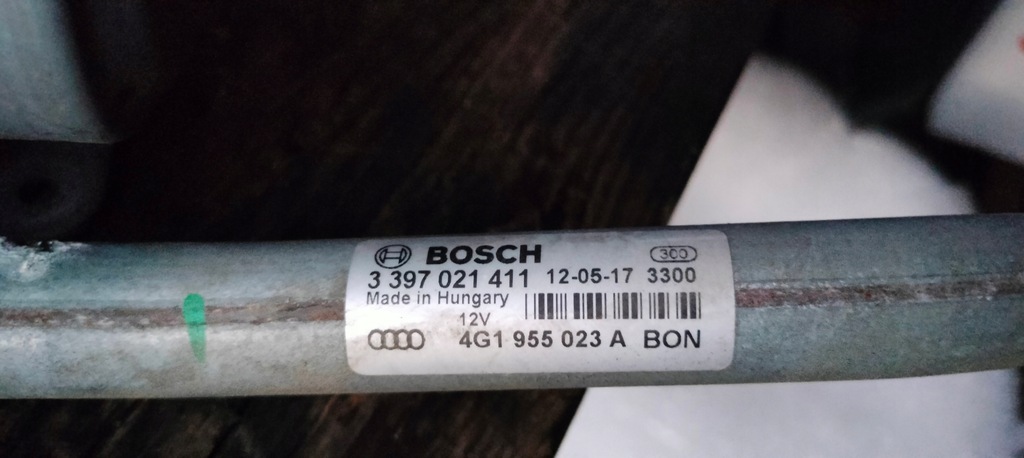 BOSCH 300
3 397 021 411 12-05-17 3300
Made in Hungary
12V
4G1 955 023 A BON